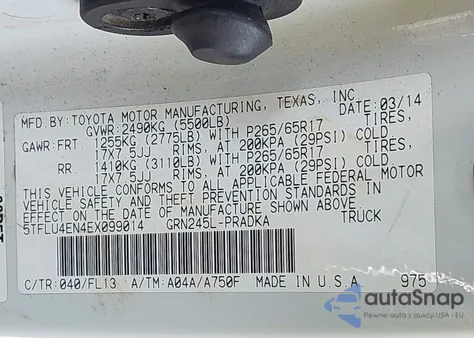 MFD.BY:TOYOTA MOTOR MANUFACTURING, TEXAS, INC.
GVWR:2490KG (5500LB) DATE:03/14
GAWR:FRT. 1255KG (2775LB) WITH P265/65R17 TIRES,
17X7.5JJ RIMS, AT 200KPA (29PSI) COLD.
RR. 1410KG (3110LB) WITH P265/65R17 TIRES,
17X7.5JJ RIMS, AT 200KPA (29PSI) COLD.
THIS VEHICLE CONFORMS TO ALL APPLICABLE FEDERAL MOTOR
VEHICLE SAFETY AND THEFT PREVENTION STANDARDS IN
EFFECT ON THE DATE OF MANUFACTURE SHOWN ABOVE.
5TFLU4EN4EX099014 GRN245L-PRADKA TRUCK
C/TR:040/FL13 A/TM:A04A/A750F MADE IN U.S.A 975
autoSnap
Pewne auto z USA i EU